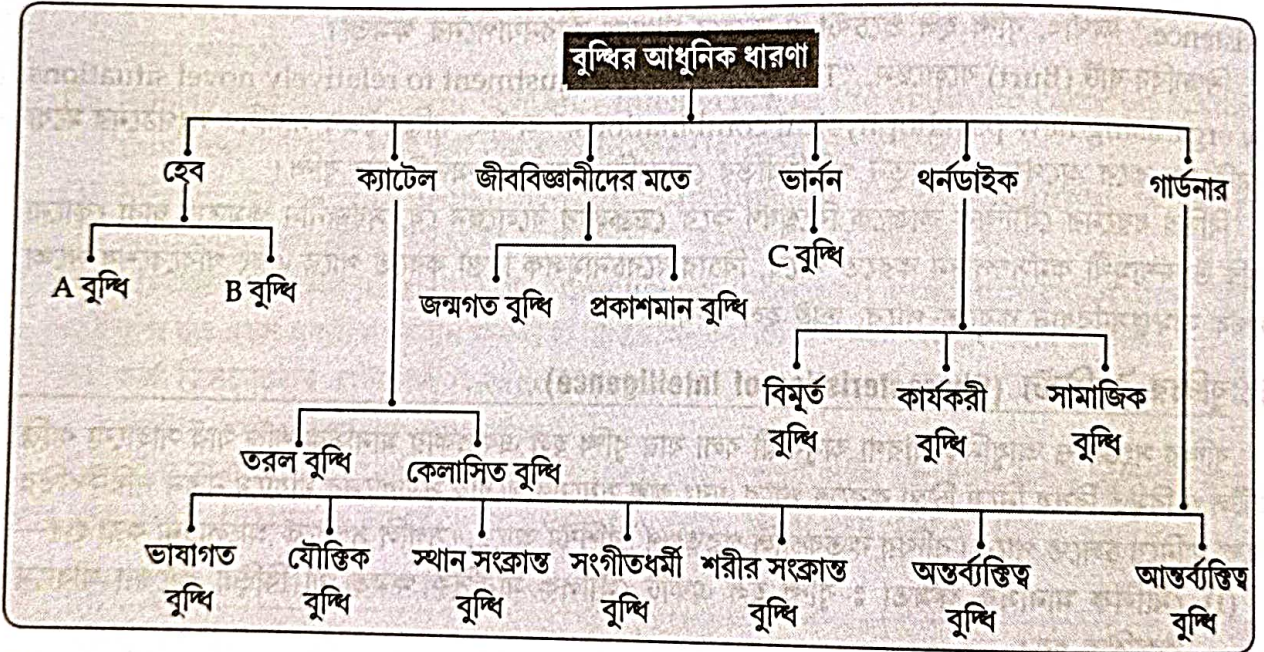 বুদ্ধির আধুনিক ধারণা
হেব
ক্যাটেল
জীববিজ্ঞানীদের মতে
ভার্নন
থর্নডাইক
গার্ডনার
A বুদ্ধি
B বুদ্ধি
জন্মগত বুদ্ধি
প্রকাশমান বুদ্ধি
C বুদ্ধি
বিমূর্ত
বুদ্ধি
কার্যকরী
বুদ্ধি
সামাজিক
বুদ্ধি
তরল বুদ্ধি
কেলাসিত বুদ্ধি
ভাষাগত
বুদ্ধি
যৌক্তিক
বুদ্ধি
স্থান সংক্রান্ত
বুদ্ধি
সংগীতধর্মী
বুদ্ধি
শরীর সংক্রান্ত
বুদ্ধি
অন্তর্ব্যক্তিত্ব
বুদ্ধি
আন্তর্ব্যক্তিত্ব
বুদ্ধি